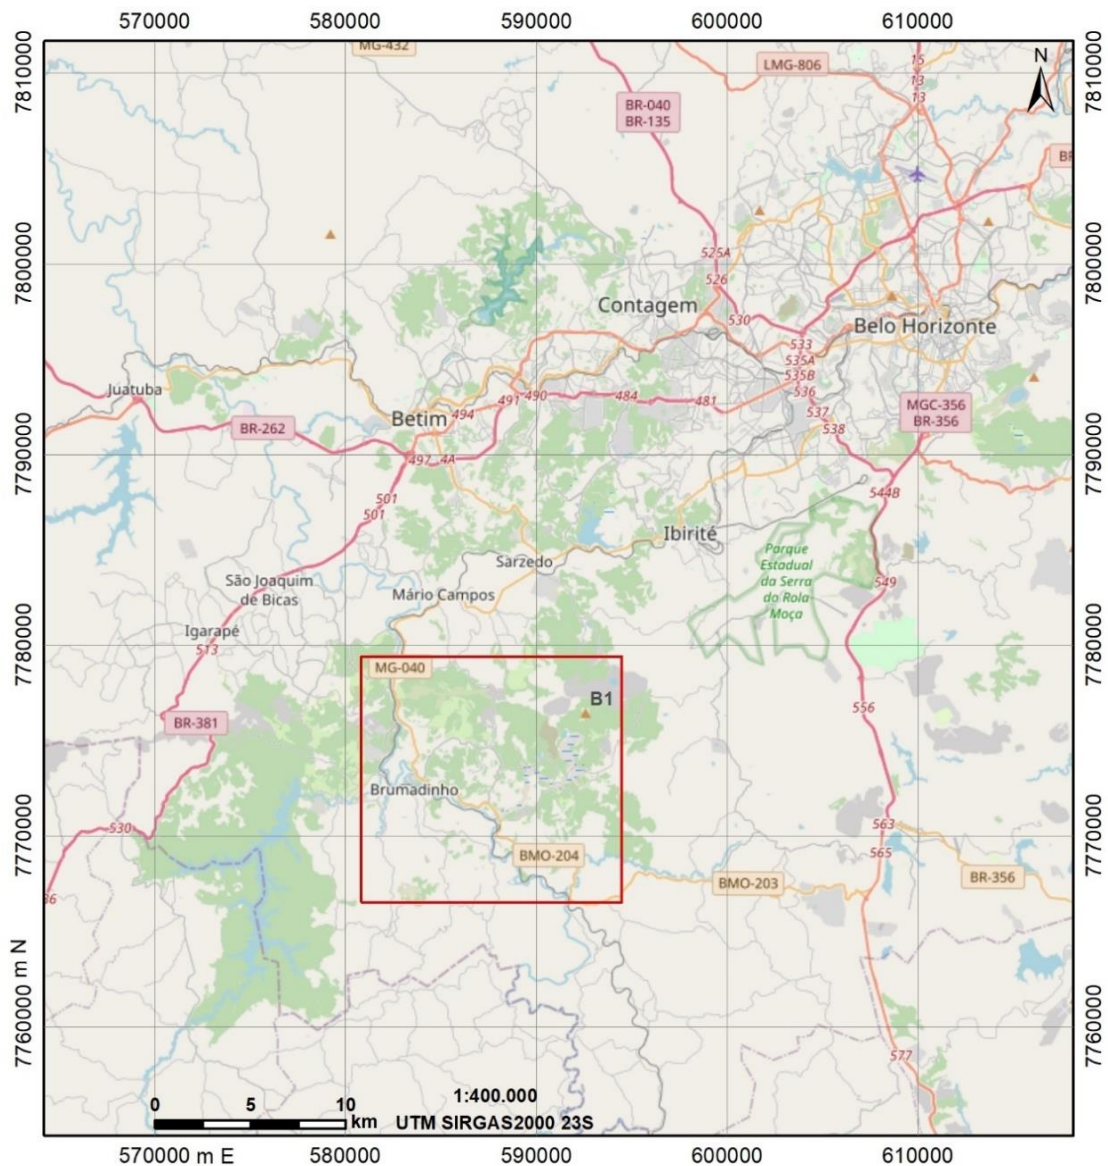 570000
580000
590000
600000
610000
7810000
7810000
MG-432
LMG-806
N
15
13
13
BR-040
BR-135
7800000
7800000
525A
526
Contagem
530
Belo Horizonte
533
535A
535B
536
537
538
Juatuba
491
490
484
481
494
Betim
BR-262
MGC-356
BR-356
7790000
7790000
497
4A
501
501
544B
Ibirité
Sarzedo
Parque
Estadual
da Serra
do Rola
Moça
549
São Joaquim
de Bicas
Mário Campos
Igarapé
513
7780000
7780000
MG-040
B1
BR-381
556
Brumadinho
7770000
7770000
530
563
565
BMO-204
BMO-203
BR-356
36
7760000 m N
7760000
577
1:400.000
0
5
10
km
UTM SIRGAS2000 23S
570000 m E
580000
590000
600000
610000